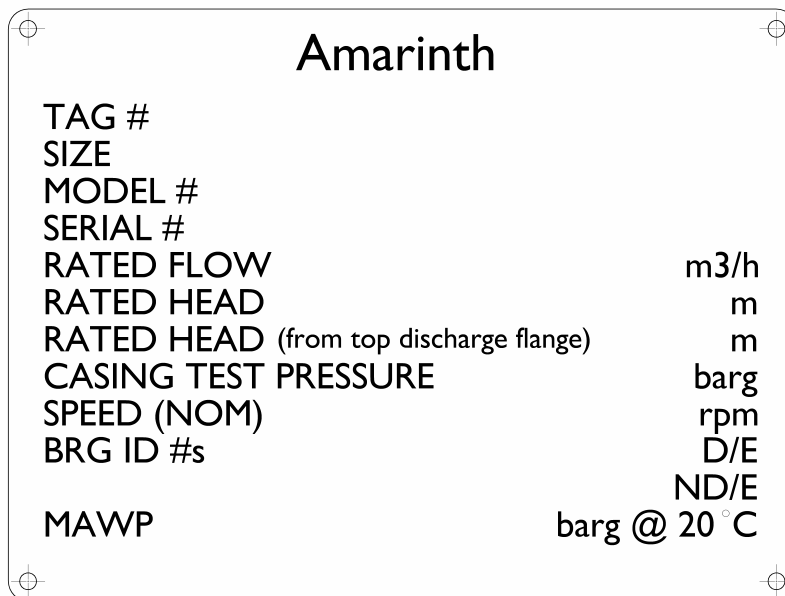 Amarinth
TAG #
SIZE
MODEL #
SERIAL #
RATED FLOW m3/h
RATED HEAD m
RATED HEAD (from top discharge flange) m
CASING TEST PRESSURE barg
SPEED (NOM) rpm
BRG ID #s D/E
ND/E
MAWP barg @ 20 °C